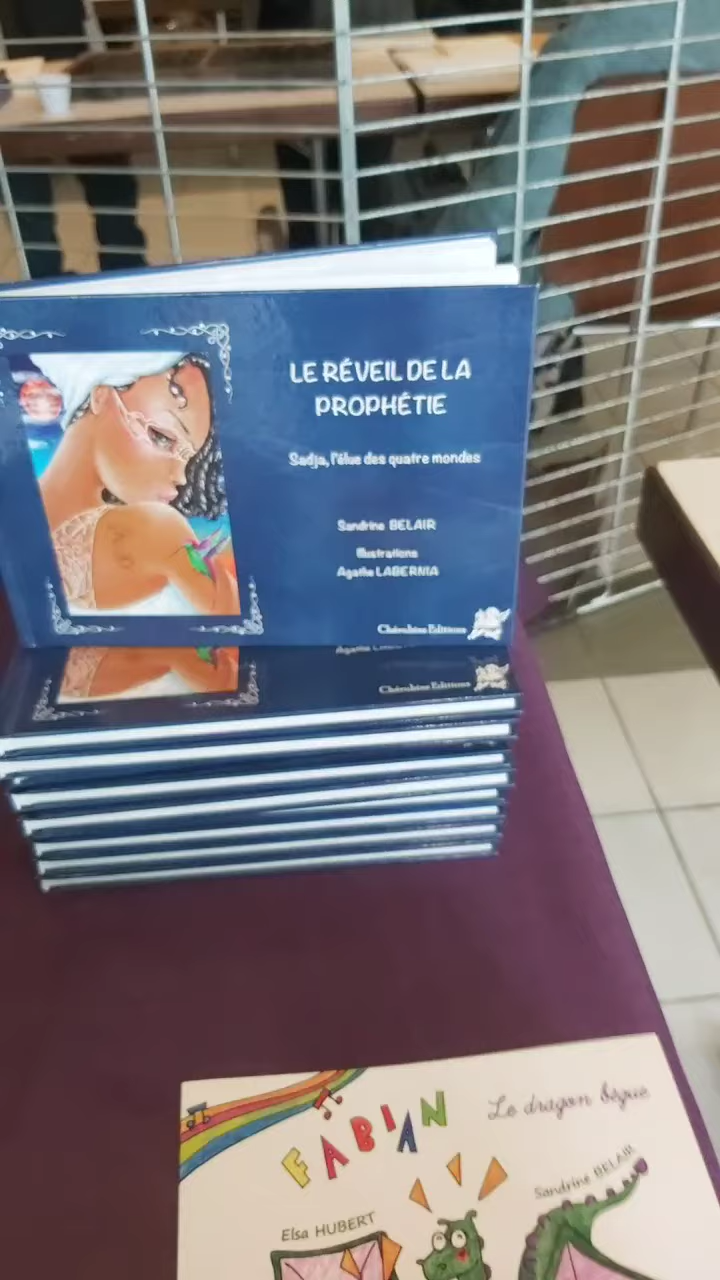 LE RÉVEIL DE LA
PROPHÉTIE
Sadja, l'élue des quatre mondes
Sandrine BELAIR
Illustrations
Agathe LABERNIA
Chérubins Editions
Agathe
Chérubins Editions
FABIAN
Le dragon bègue
Sandrine BELAIR
Elsa HUBERT